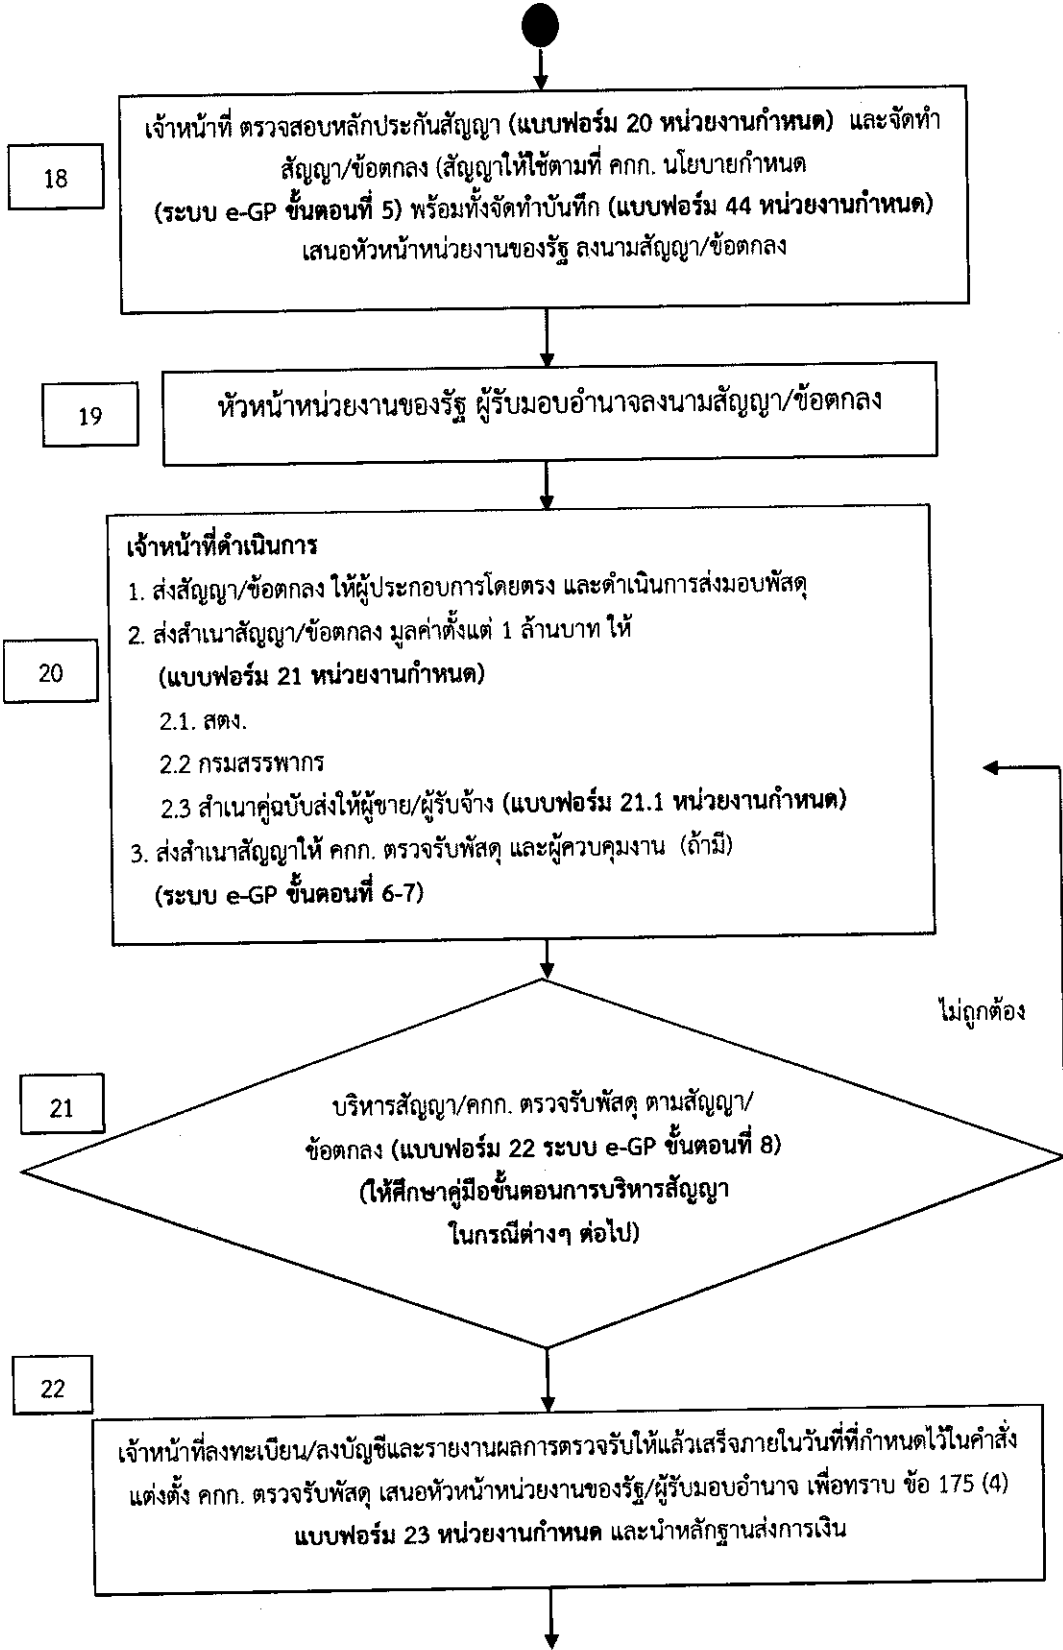 18
เจ้าหน้าที่ ตรวจสอบหลักประกันสัญญา (แบบฟอร์ม 20 หน่วยงานกำหนด) และจัดทำ
สัญญา/ข้อตกลง (สัญญาให้ใช้ตามที่ คกก. นโยบายกำหนด
(ระบบ e-GP ขั้นตอนที่ 5) พร้อมทั้งจัดทำบันทึก (แบบฟอร์ม 44 หน่วยงานกำหนด)
เสนอหัวหน้าหน่วยงานของรัฐ ลงนามสัญญา/ข้อตกลง
19
หัวหน้าหน่วยงานของรัฐ ผู้รับมอบอำนาจลงนามสัญญา/ข้อตกลง
20
เจ้าหน้าที่ดำเนินการ
1. ส่งสัญญา/ข้อตกลง ให้ผู้ประกอบการโดยตรง และดำเนินการส่งมอบพัสดุ
2. ส่งสำเนาสัญญา/ข้อตกลง มูลค่าตั้งแต่ 1 ล้านบาท ให้
(แบบฟอร์ม 21 หน่วยงานกำหนด)
2.1. สตง.
2.2 กรมสรรพากร
2.3 สำเนาคู่ฉบับส่งให้ผู้ขาย/ผู้รับจ้าง (แบบฟอร์ม 21.1 หน่วยงานกำหนด)
3. ส่งสำเนาสัญญาให้ คกก. ตรวจรับพัสดุ และผู้ควบคุมงาน (ถ้ามี)
(ระบบ e-GP ขั้นตอนที่ 6-7)
ไม่ถูกต้อง
21
บริหารสัญญา/คกก. ตรวจรับพัสดุ ตามสัญญา/
ข้อตกลง (แบบฟอร์ม 22 ระบบ e-GP ขั้นตอนที่ 8)
(ให้ศึกษาคู่มือขั้นตอนการบริหารสัญญา
ในกรณีต่างๆ ต่อไป)
22
เจ้าหน้าที่ลงทะเบียน/ลงบัญชีและรายงานผลการตรวจรับให้แล้วเสร็จภายในวันที่ที่กำหนดไว้ในคำสั่ง
แต่งตั้ง คกก. ตรวจรับพัสดุ เสนอหัวหน้าหน่วยงานของรัฐ/ผู้รับมอบอำนาจ เพื่อทราบ ข้อ 175 (4)
แบบฟอร์ม 23 หน่วยงานกำหนด และนำหลักฐานส่งการเงิน